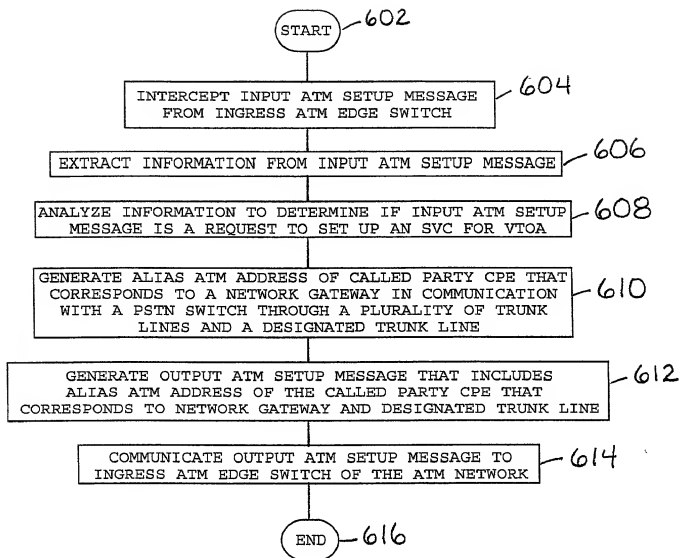 START
602
INTERCEPT INPUT ATM SETUP MESSAGE
FROM INGRESS ATM EDGE SWITCH
604
EXTRACT INFORMATION FROM INPUT ATM SETUP MESSAGE
606
ANALYZE INFORMATION TO DETERMINE IF INPUT ATM SETUP
MESSAGE IS A REQUEST TO SET UP AN SVC FOR VTOA
608
GENERATE ALIAS ATM ADDRESS OF CALLED PARTY CPE THAT
CORRESPONDS TO A NETWORK GATEWAY IN COMMUNICATION
WITH A PSTN SWITCH THROUGH A PLURALITY OF TRUNK
LINES AND A DESIGNATED TRUNK LINE
610
GENERATE OUTPUT ATM SETUP MESSAGE THAT INCLUDES
ALIAS ATM ADDRESS OF THE CALLED PARTY CPE THAT
CORRESPONDS TO NETWORK GATEWAY AND DESIGNATED TRUNK LINE
612
COMMUNICATE OUTPUT ATM SETUP MESSAGE TO
INGRESS ATM EDGE SWITCH OF THE ATM NETWORK
614
END
616